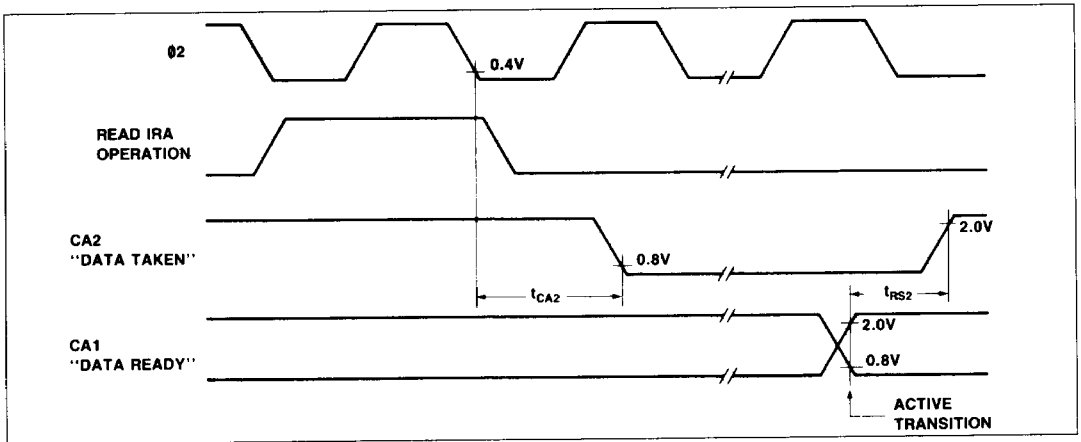 Ø2
0.4V
READ IRA
OPERATION
CA2
"DATA TAKEN"
0.8V
2.0V
tCA2
tRS2
CA1
"DATA READY"
2.0V
0.8V
ACTIVE
TRANSITION